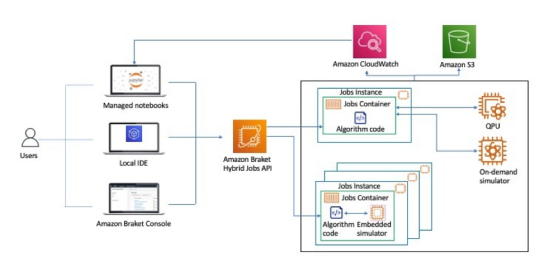 Amazon CloudWatch
Amazon S3
Managed notebooks
Users
Local IDE
Amazon Braket Console
Amazon Braket
Hybrid Jobs API
Jobs Instance
Jobs Container
Algorithm code
QPU
On-demand
simulator
Jobs Instance
Jobs Container
Algorithm
code
Embedded
simulator